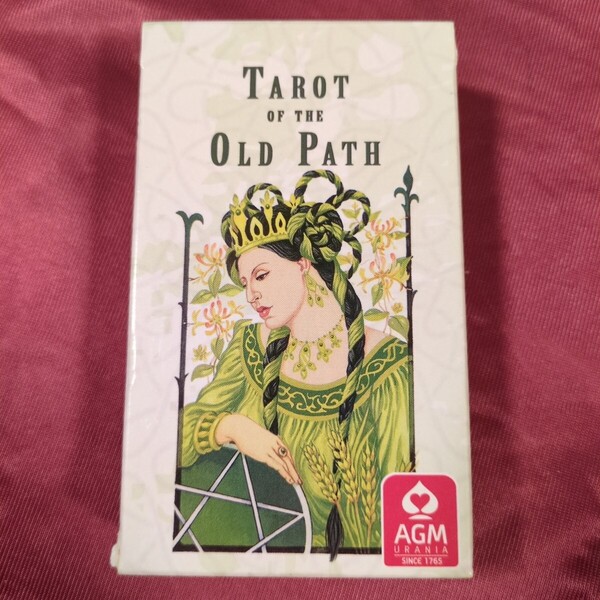 TAROT
OF THE
OLD PATH
AGM
URANIA
SINCE 1765